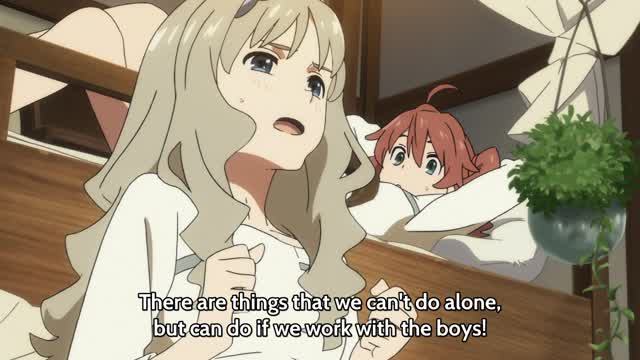 There are things that we can't do alone,
but can do if we work with the boys!